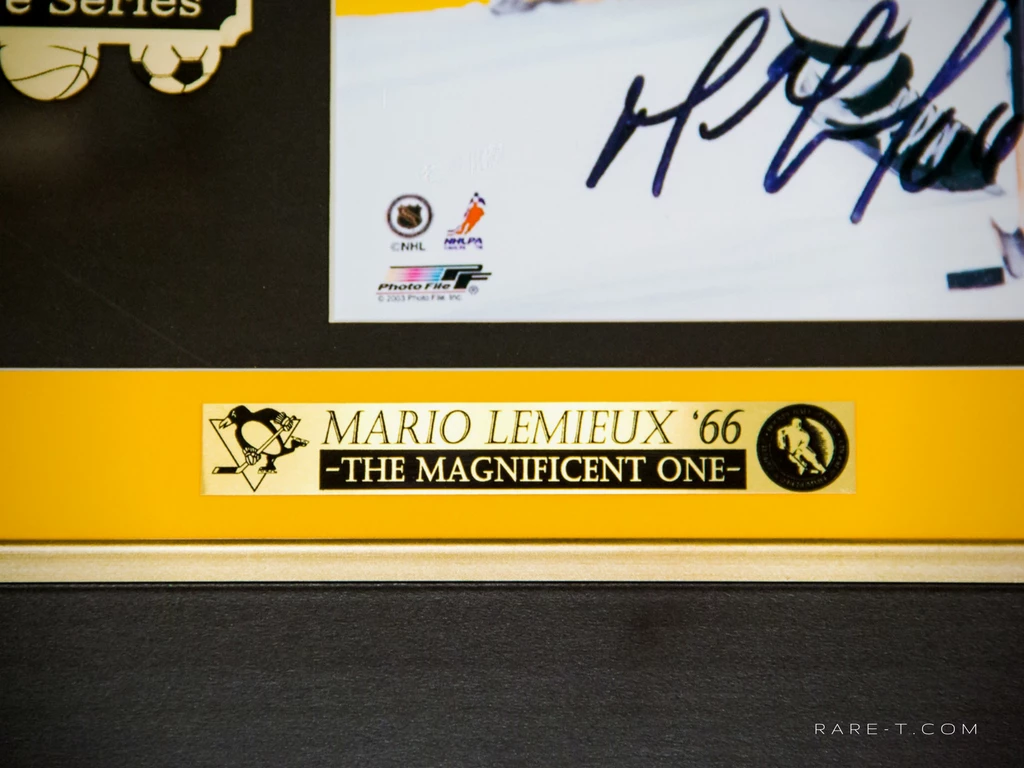 e Series
©NHL
NHLPA
Photo File ®
© 2003 Photo File Inc.
MARIO LEMIEUX ‘66
-THE MAGNIFICENT ONE-
RARE-T.COM